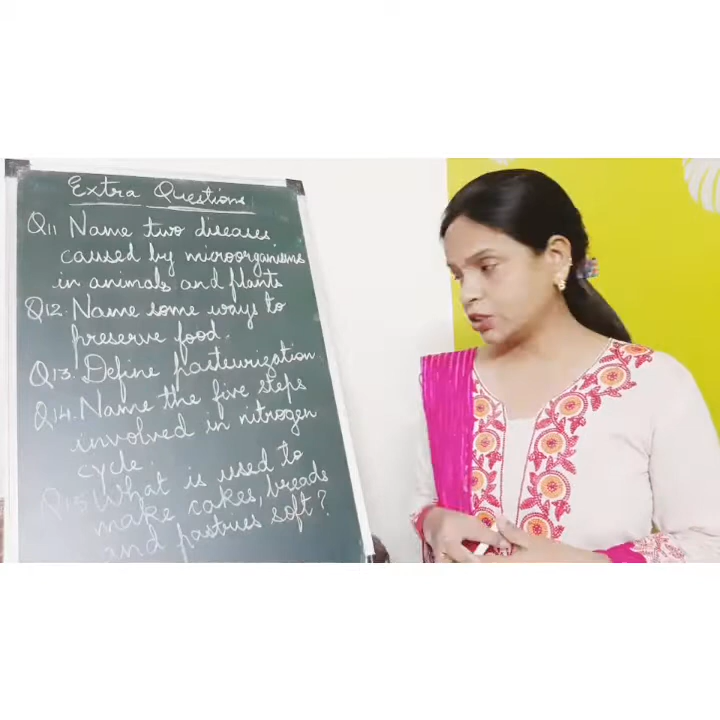 Extra Questions
Q11 Name two diseases
caused by microorganisms
in animals and plants
Q12. Name some ways to
preserve food.
Q13. Define pasteurization.
Q14. Name the five steps
involved in nitrogen
cycle.
Q15 What is used to
make cakes, breads
and pastries soft?